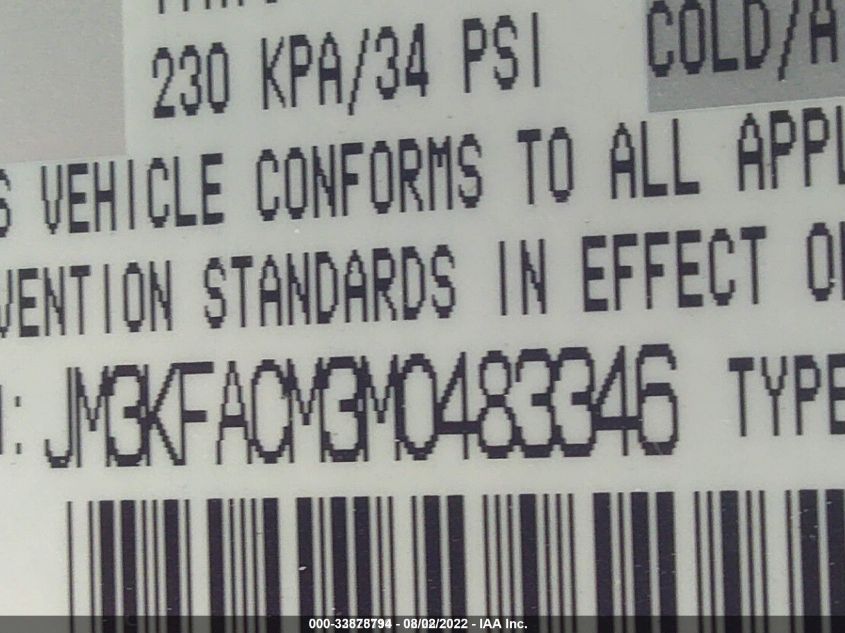 230 KPA/34 PSI COLD/A
S VEHICLE CONFORMS TO ALL APPL
VENTION STANDARDS IN EFFECT O
: JM3KFACM3M0483346 TYPE
000-33878794 - 08/02/2022 - IAA Inc.